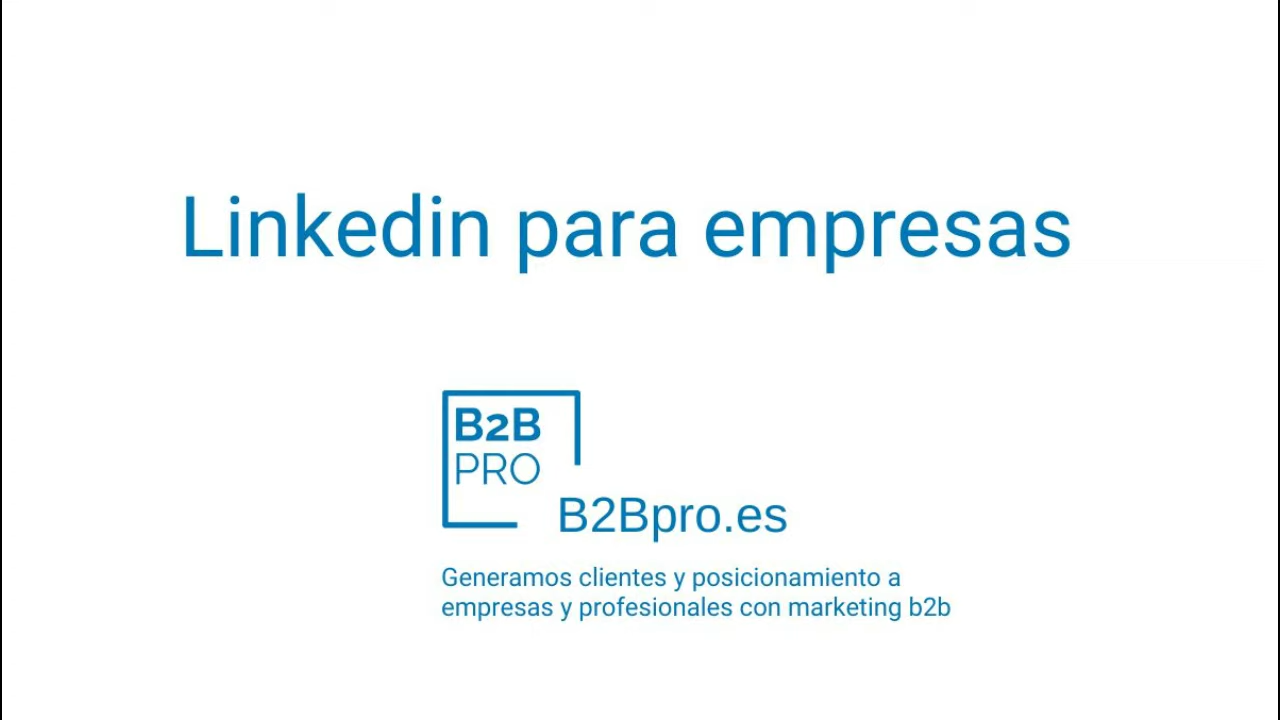 Linkedin para empresas
B2B
PRO
B2Bpro.es
Generamos clientes y posicionamiento a
empresas y profesionales con marketing b2b